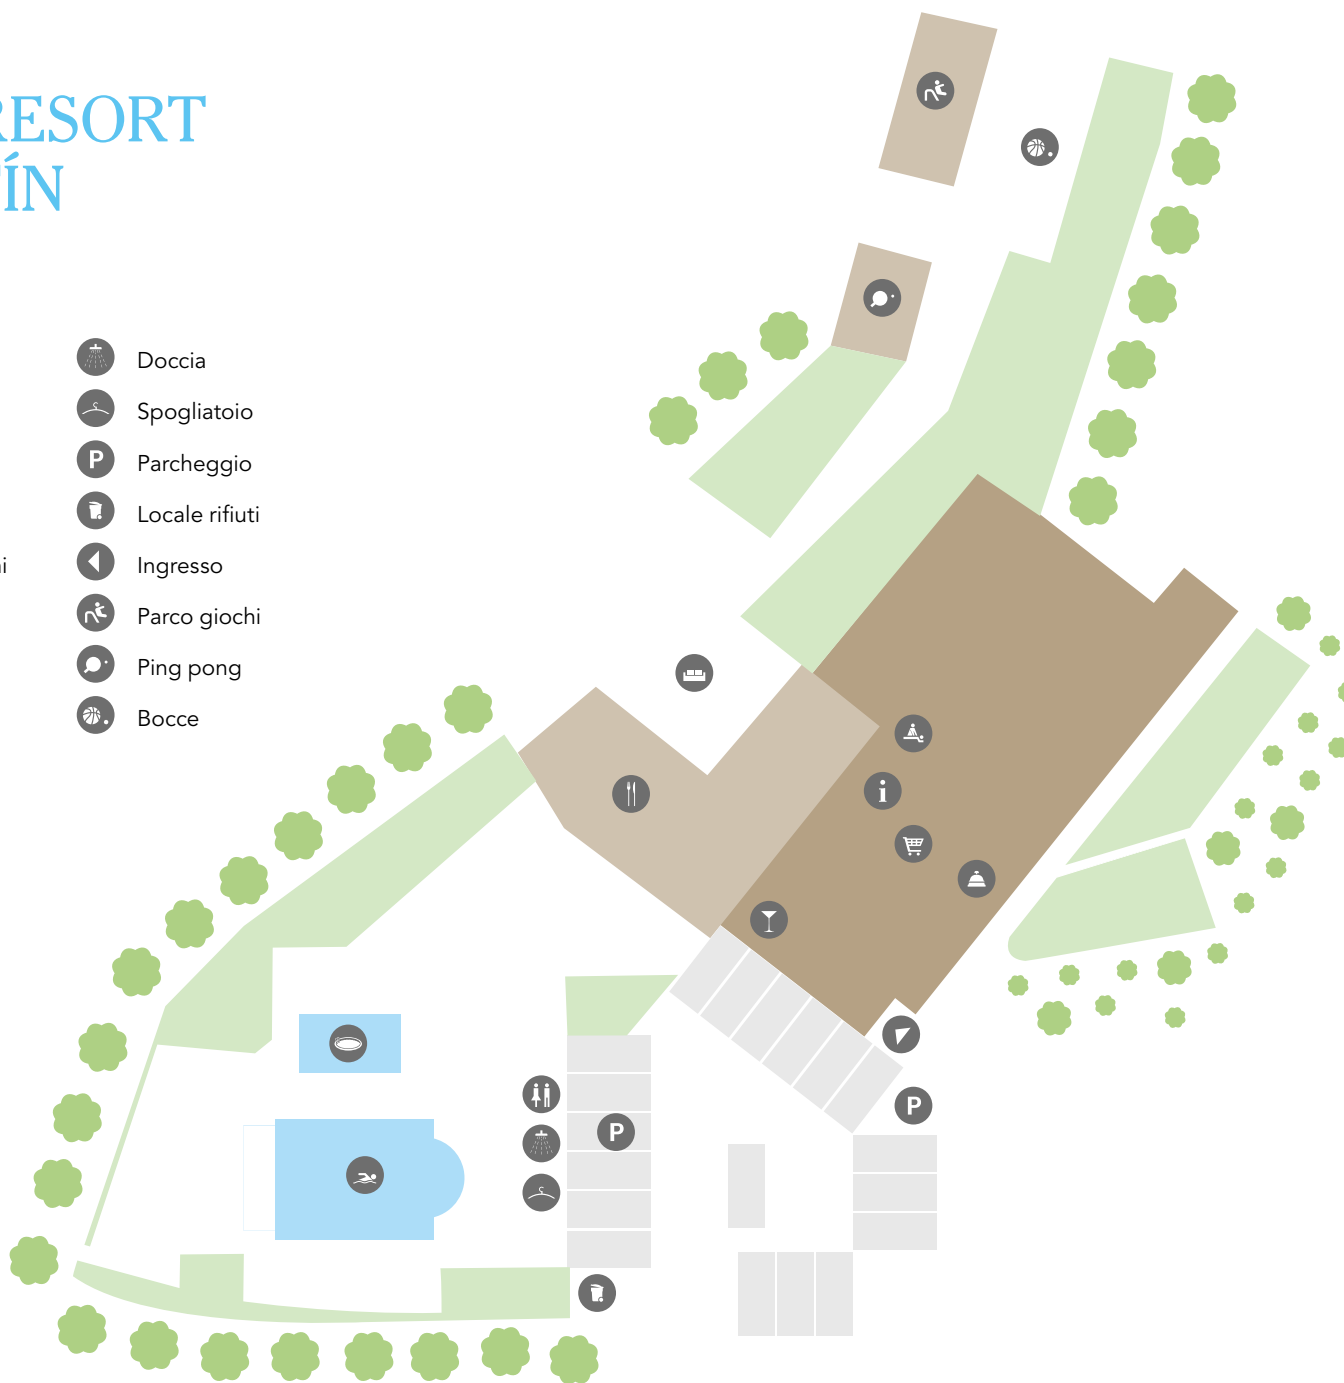 RESORT
ÍN
Doccia
Spogliatoio
P Parcheggio
Locale rifiuti
Ingresso
Parco giochi
Ping pong
Bocce
i
P
P